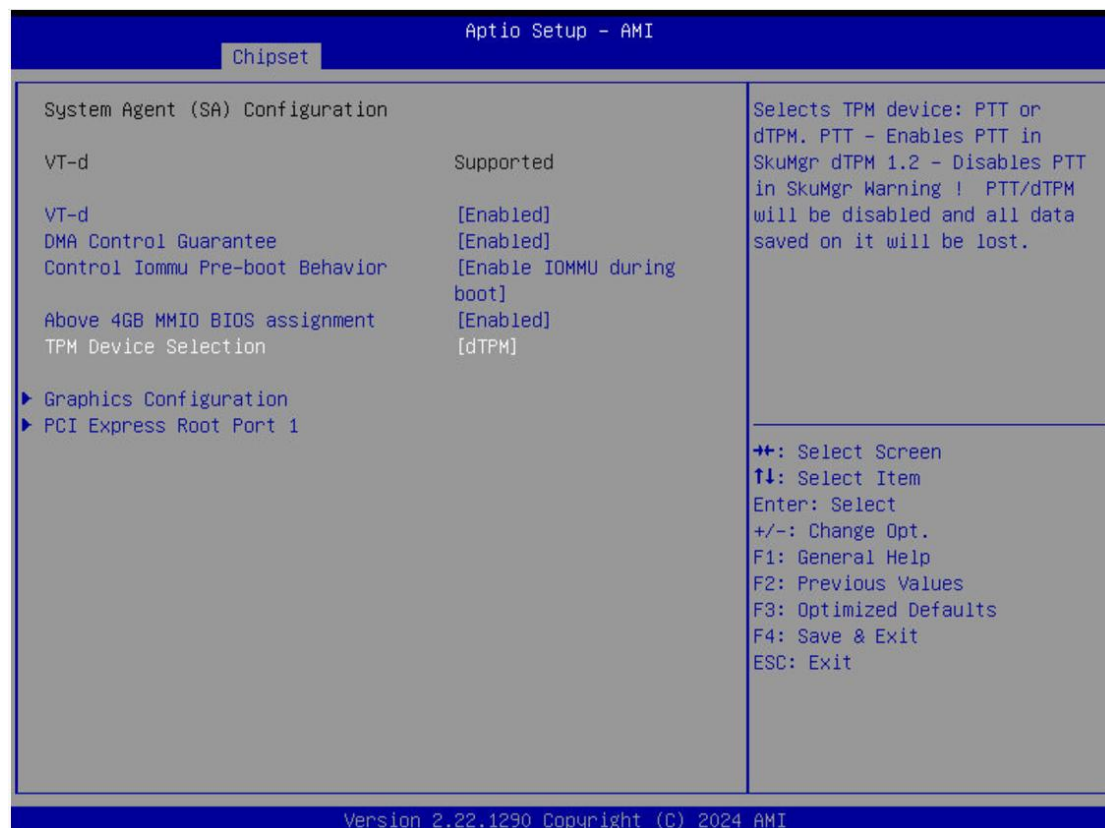 Aptio Setup – AMI
Chipset
System Agent (SA) Configuration
VT-d Supported
VT-d [Enabled]
DMA Control Guarantee [Enabled]
Control Iommu Pre-boot Behavior [Enable IOMMU during
boot]
Above 4GB MMIO BIOS assignment [Enabled]
TPM Device Selection [dTPM]
Graphics Configuration
PCI Express Root Port 1
Selects TPM device: PTT or
dTPM. PTT – Enables PTT in
SkuMgr dTPM 1.2 – Disables PTT
in SkuMgr Warning ! PTT/dTPM
will be disabled and all data
saved on it will be lost.
→←: Select Screen
↑↓: Select Item
Enter: Select
+/-: Change Opt.
F1: General Help
F2: Previous Values
F3: Optimized Defaults
F4: Save & Exit
ESC: Exit
Version 2.22.1290 Copyright (C) 2024 AMI